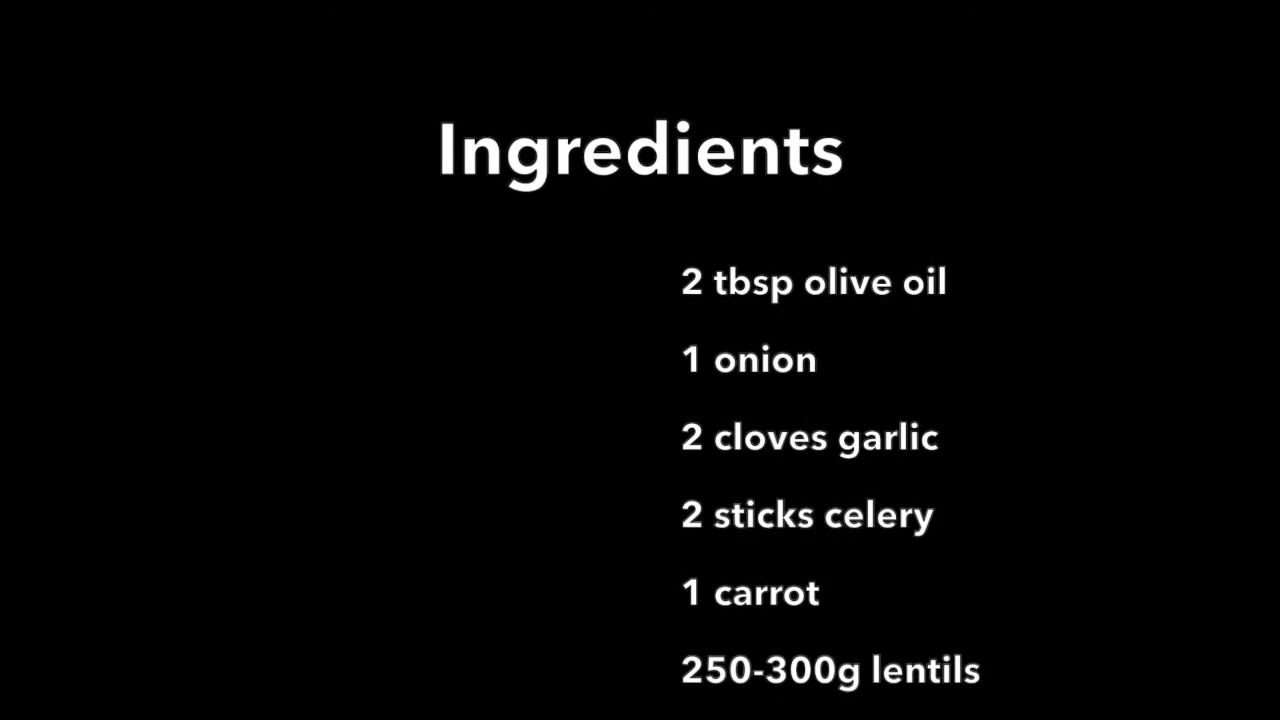 Ingredients
2 tbsp olive oil
1 onion
2 cloves garlic
2 sticks celery
1 carrot
250-300g lentils